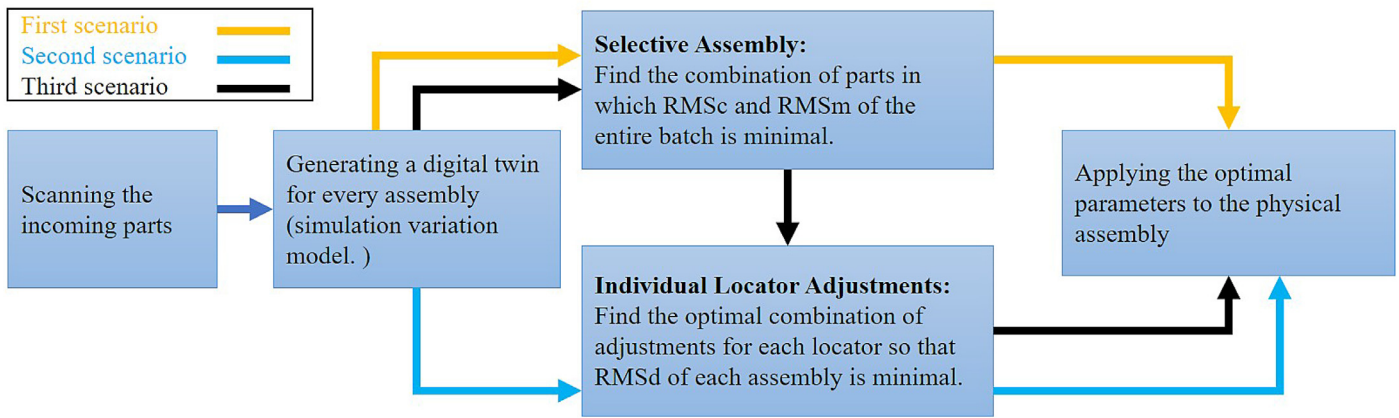 First scenario
Second scenario
Third scenario
Scanning the
incoming parts
Generating a digital twin
for every assembly
(simulation variation
model. )
Selective Assembly:
Find the combination of parts in
which RMSc and RMSm of the
entire batch is minimal.
Individual Locator Adjustments:
Find the optimal combination of
adjustments for each locator so that
RMSd of each assembly is minimal.
Applying the optimal
parameters to the physical
assembly